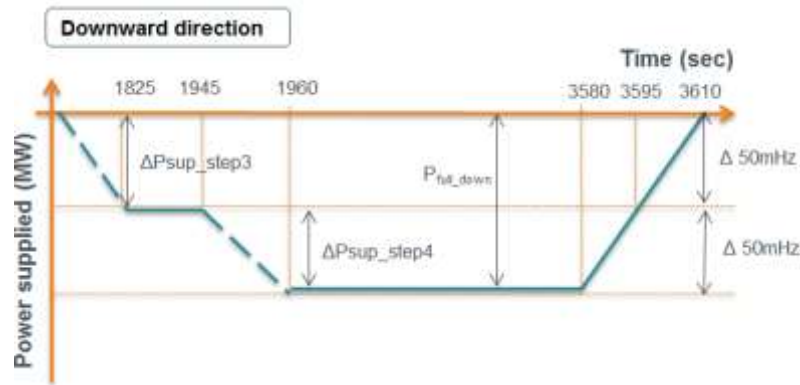 Downward direction
Time (sec)
1825 1945 1960 3580 3595 3610
ΔPsup_step3
Pfull_down
Δ 50mHz
ΔPsup_step4
Δ 50mHz
Power supplied (MW)